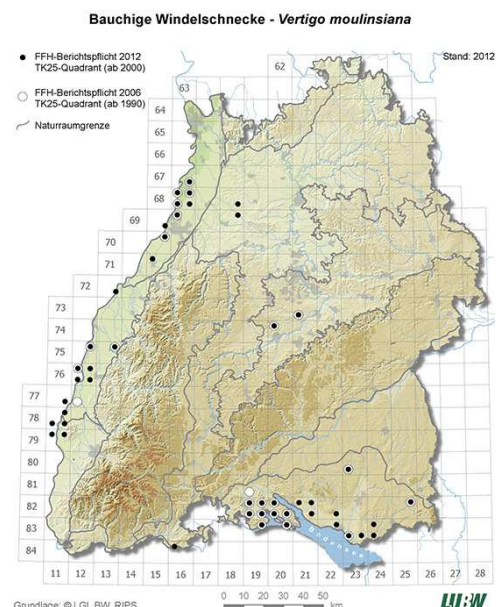 Bauchige Windelschnecke - Vertigo moulinsiana
FFH-Berichtspflicht 2012
TK25-Quadrant (ab 2000)
Stand: 2012
FFH-Berichtspflicht 2006
TK25-Quadrant (ab 1990)
Naturraumgrenze
62
63
64
65
66
67
68
69
70
71
72
73
74
75
76
77
78
79
80
81
82
83
84
11 12 13 14 15 16 17 18 19 20 21 22 23 24 25 26 27 28
0 10 20 30 40 50
km
Grundlage: © LGL BW, RIPS
LUBW